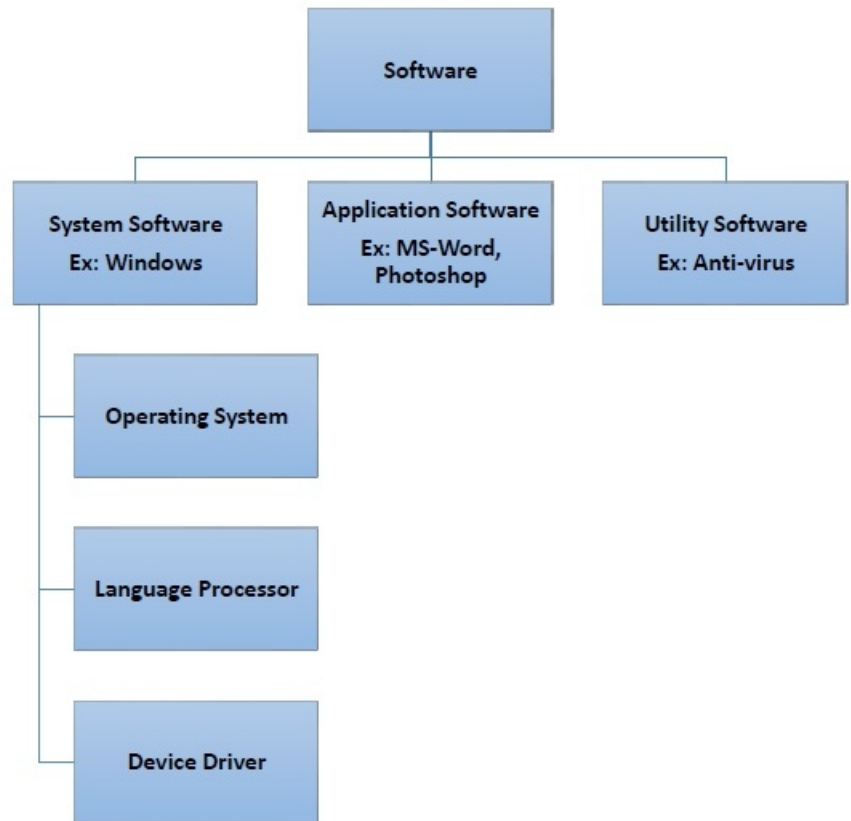 Software
System Software
Ex: Windows
Application Software
Ex: MS-Word,
Photoshop
Utility Software
Ex: Anti-virus
Operating System
Language Processor
Device Driver